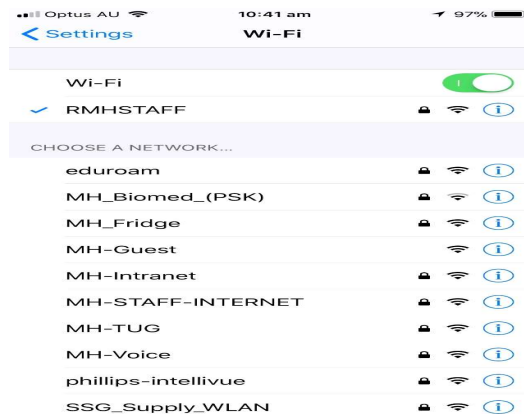 Optus AU 10:41 am 97%
Settings Wi-Fi
Wi-Fi
RMHSTAFF
CHOOSE A NETWORK...
eduroam
MH_Biomed_(PSK)
MH_Fridge
MH-Guest
MH-Intranet
MH-STAFF-INTERNET
MH-TUG
MH-Voice
phillips-intellivue
SSG_Supply_WLAN